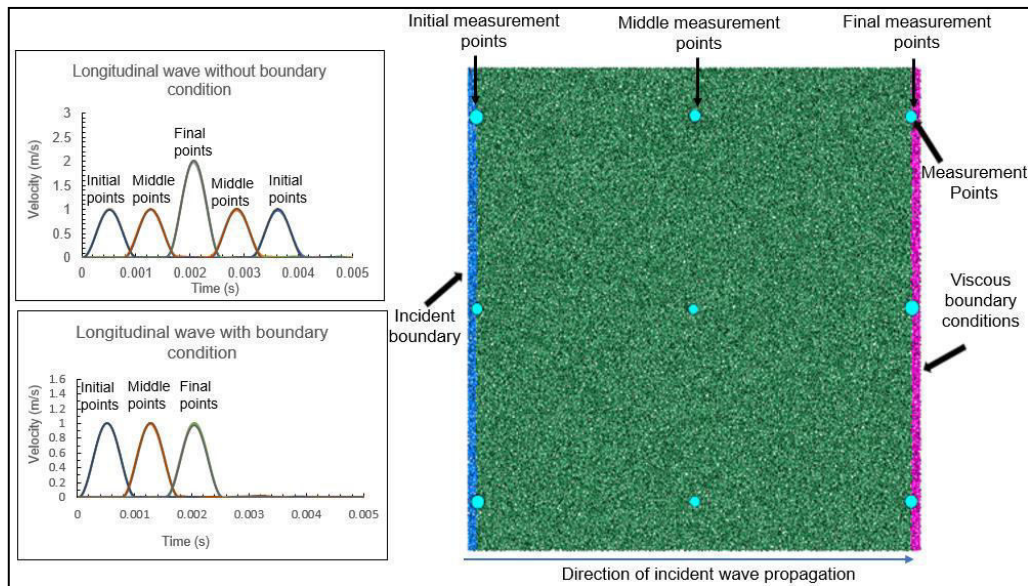 Longitudinal wave without boundary
condition
Velocity (m/s)
3
2.5
2
1.5
1
0.5
0
Final
points
Initial
points
Middle
points
Middle
points
Initial
points
0
0.001
0.002
0.003
0.004
0.005
Time (s)
Longitudinal wave with boundary
condition
Velocity (m/s)
1.6
1.4
1.2
1
0.8
0.6
0.4
0.2
0
Initial
points
Middle
points
Final
points
0
0.001
0.002
0.003
0.004
0.005
Time (s)
Initial measurement
points
Middle measurement
points
Final measurement
points
Measurement
Points
Incident
boundary
Viscous
boundary
conditions
Direction of incident wave propagation